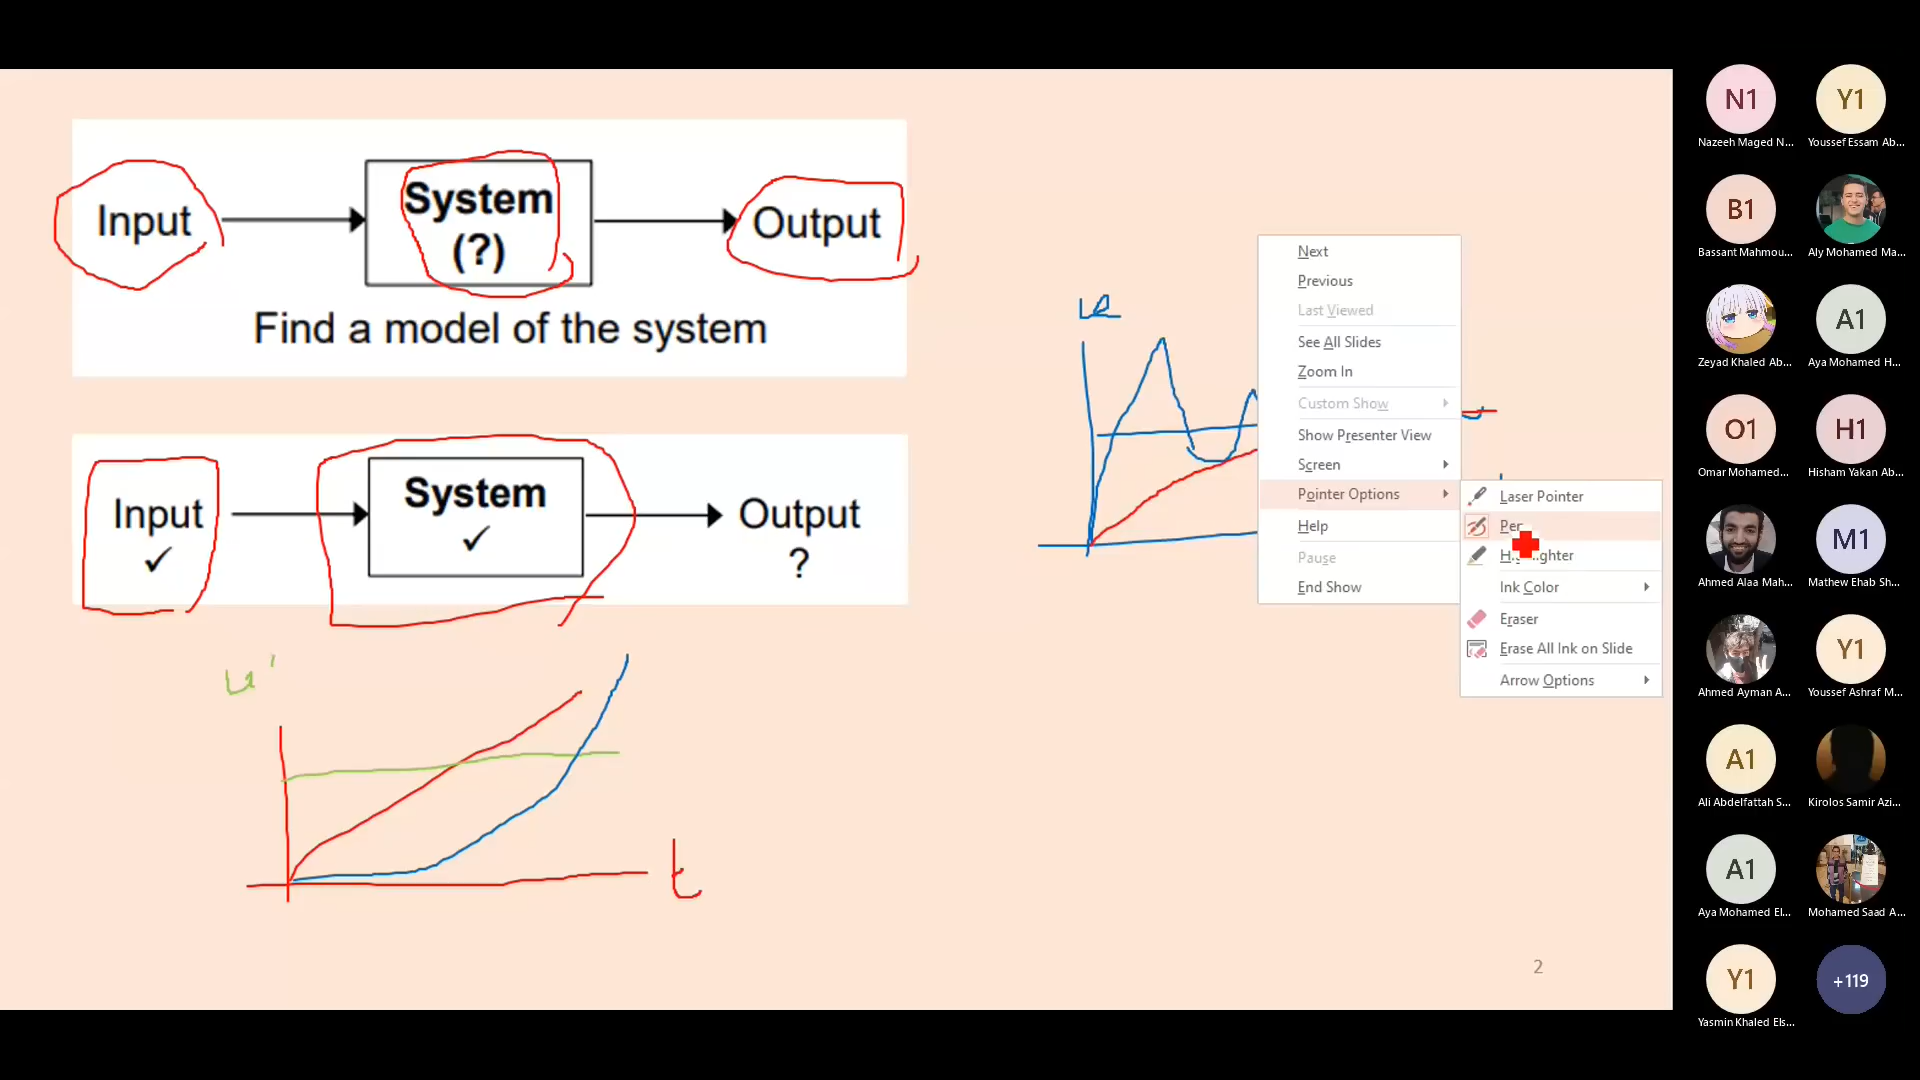 Input
System
(?)
Output
Find a model of the system
Input
✓
System
✓
Output
?
u'
t
Next
Previous
Last Viewed
See All Slides
Zoom In
Custom Show
Show Presenter View
Screen
Pointer Options
Help
Pause
End Show
Laser Pointer
Ink Color
Eraser
Erase All Ink on Slide
Arrow Options
2
N1
Nazeeh Maged N...
Y1
Youssef Essam Ab...
B1
Bassant Mahmou...
Aly Mohamed Ma...
Zeyad Khaled Ab...
A1
Aya Mohamed H...
O1
Omar Mohamed...
H1
Hisham Yakan Ab...
Ahmed Alaa Mah...
M1
Mathew Ehab Sh...
Ahmed Ayman A...
Y1
Youssef Ashraf M...
A1
Ali Abdelfattah S...
Kirolos Samir Azi...
A1
Aya Mohamed El...
Mohamed Saad A...
Y1
Yasmin Khaled Els...
+119